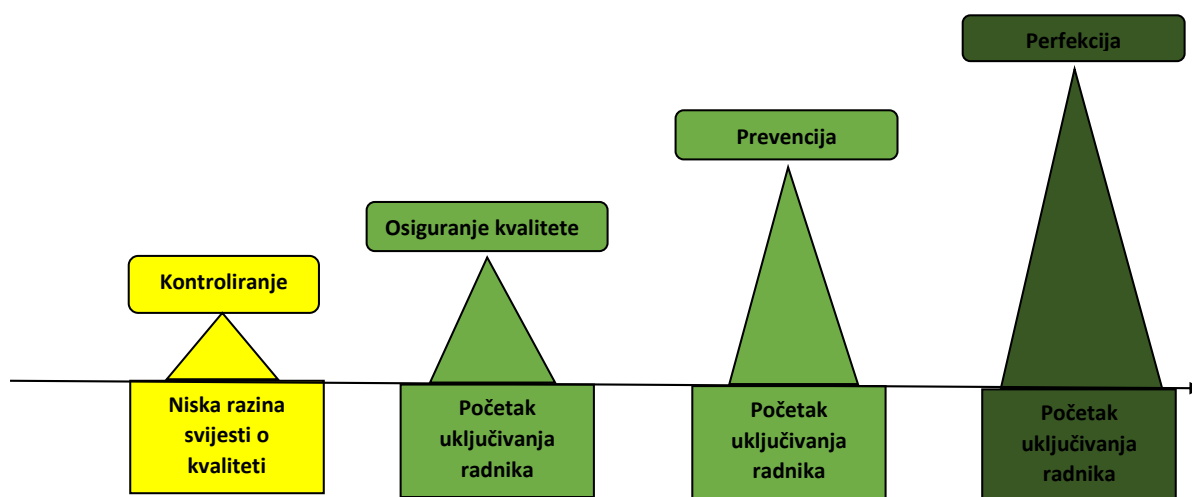 Perfekcija
Prevencija
Osiguranje kvalitete
Kontroliranje
Niska razina
svijesti o
kvaliteti
Početak
uključivanja
radnika
Početak
uključivanja
radnika
Početak
uključivanja
radnika